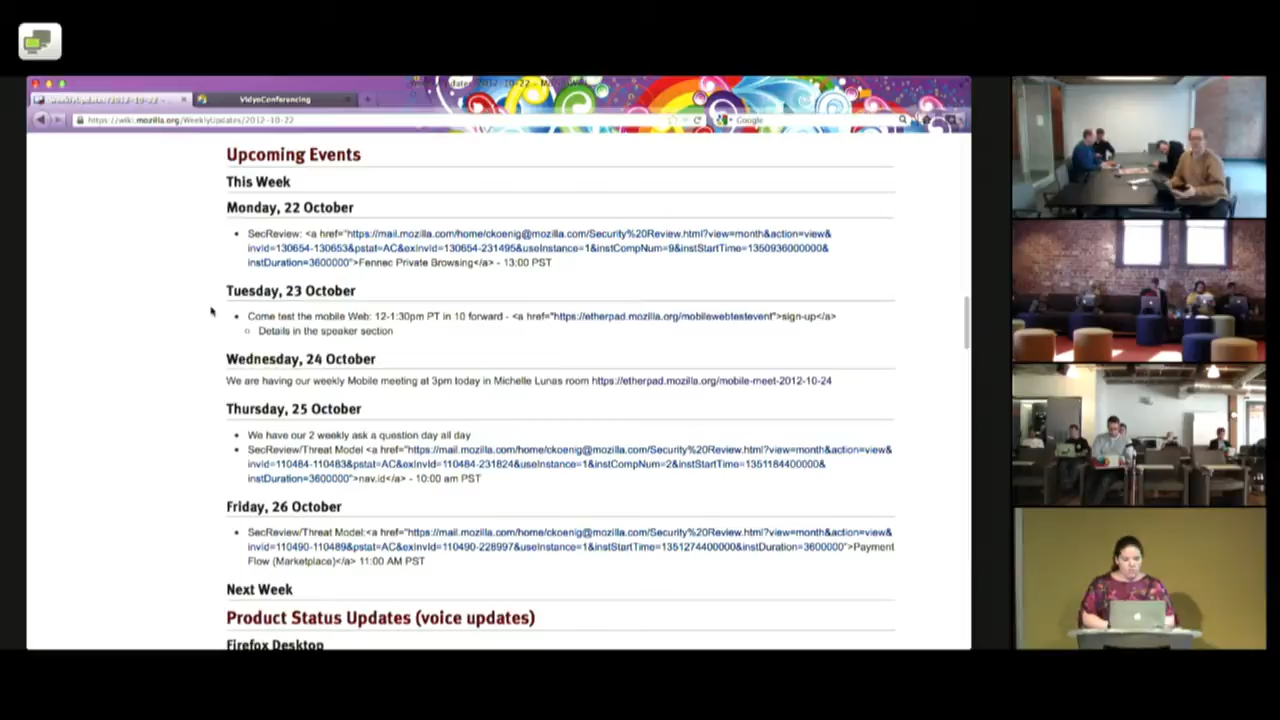 VidyoConferencing
https://wiki.mozilla.org/WeeklyUpdates/2012-10-22
Google
Upcoming Events
This Week
Monday, 22 October
SecReview: <a href="https://mail.mozilla.com/home/ckoenig@mozilla.com/Security%20Review.html?view=month&action=view&
invId=130654-130653&pstat=AC&exInvId=130654-231495&useInstance=1&instCompNum=9&instStartTime=1350936000000&
instDuration=3600000">Fennec Private Browsing</a> - 13:00 PST
Tuesday, 23 October
Come test the mobile Web: 12-1:30pm PT in 10 forward - <a href="https://etherpad.mozilla.org/mobilewebtestevent">sign-up</a>
Details in the speaker section
Wednesday, 24 October
We are having our weekly Mobile meeting at 3pm today in Michelle Lunas room https://etherpad.mozilla.org/mobile-meet-2012-10-24
Thursday, 25 October
We have our 2 weekly ask a question day all day
SecReview/Threat Model <a href="https://mail.mozilla.com/home/ckoenig@mozilla.com/Security%20Review.html?view=month&action=view&
invId=110484-110483&pstat=AC&exInvId=110484-231824&useInstance=1&instCompNum=2&instStartTime=1351184400000&
instDuration=3600000">nav.id</a> - 10:00 am PST
Friday, 26 October
SecReview/Threat Model:<a href="https://mail.mozilla.com/home/ckoenig@mozilla.com/Security%20Review.html?view=month&action=view&
invId=110490-110489&pstat=AC&exInvId=110490-228997&useInstance=1&instStartTime=1351274400000&instDuration=3600000">Payment
Flow (Marketplace)</a> 11:00 AM PST
Next Week
Product Status Updates (voice updates)
Firefox Desktop